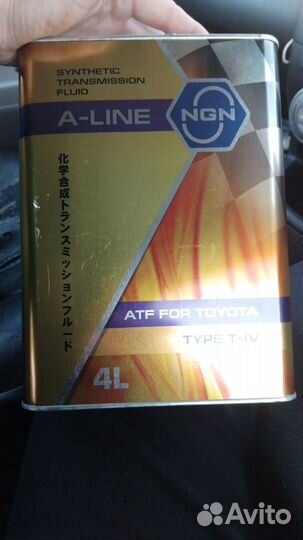 SYNTHETIC
TRANSMISSION
FLUID
A-LINE
NGN
化学合成トランスミッションフルード
ATF FOR TOYOTA
TYPE T-IV
4L
Avito